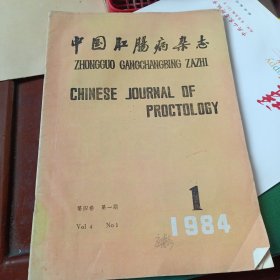 中国肛肠病杂志
ZHONGGUO GANGCHANGBING ZAZHI
CHINESE JOURNAL OF
PROCTOLOGY
第四卷 第一期
Vol 4 No 1
1
1984